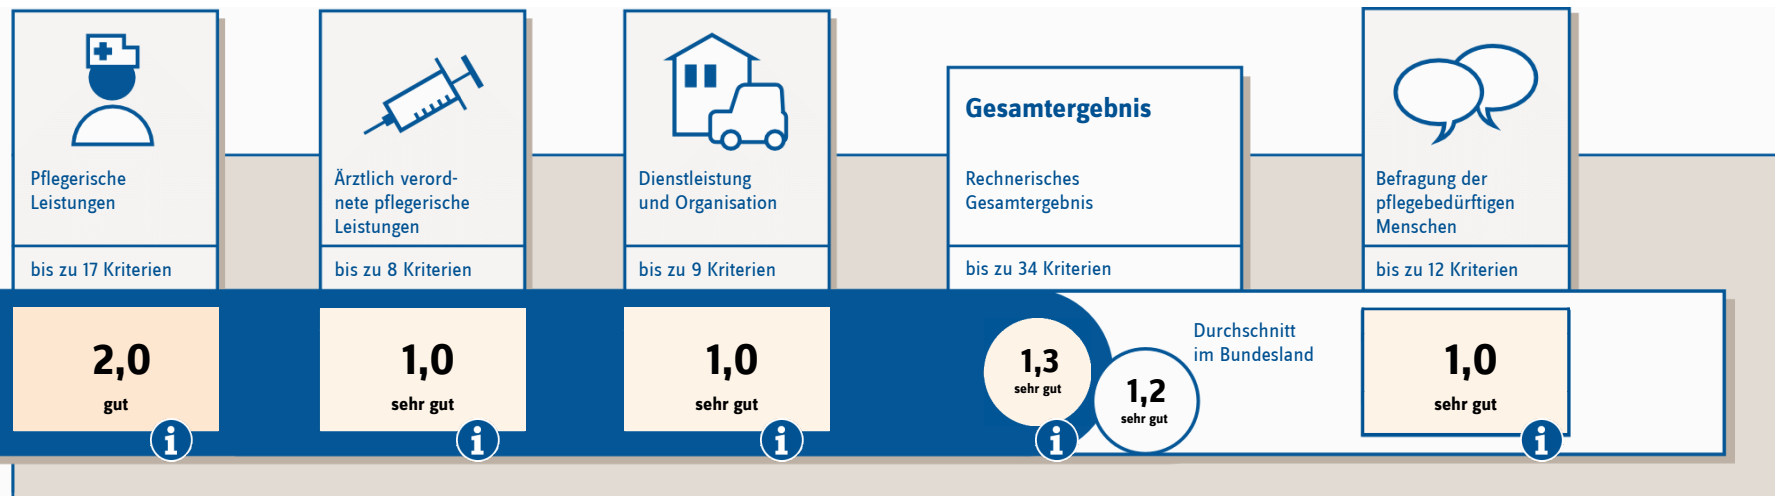 Pflegerische
Leistungen
bis zu 17 Kriterien
2,0
gut
Ärztlich verord-
nete pflegerische
Leistungen
bis zu 8 Kriterien
1,0
sehr gut
Dienstleistung
und Organisation
bis zu 9 Kriterien
1,0
sehr gut
Gesamtergebnis
Rechnerisches
Gesamtergebnis
bis zu 34 Kriterien
1,3
sehr gut
1,2
sehr gut
Durchschnitt
im Bundesland
Befragung der
pflegebedürftigen
Menschen
bis zu 12 Kriterien
1,0
sehr gut